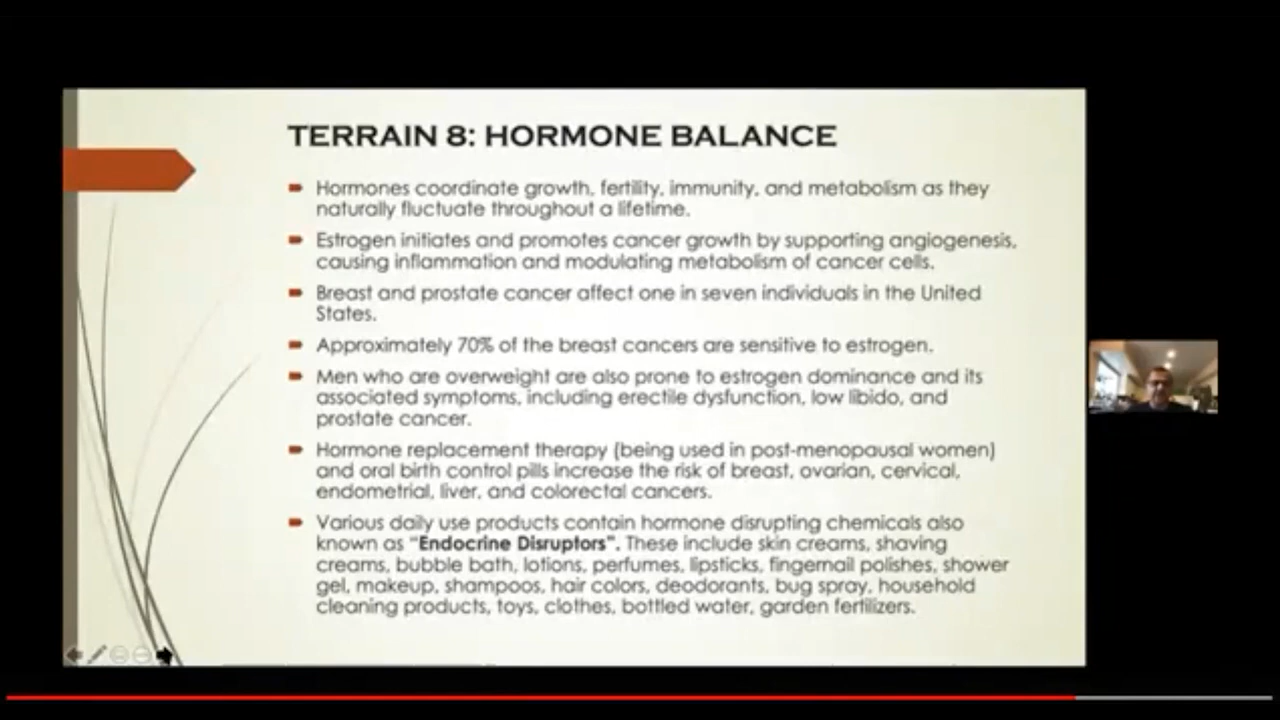 TERRAIN 8: HORMONE BALANCE
Hormones coordinate growth, fertility, immunity, and metabolism as they
naturally fluctuate throughout a lifetime.
Estrogen initiates and promotes cancer growth by supporting angiogenesis,
causing inflammation and modulating metabolism of cancer cells.
Breast and prostate cancer affect one in seven individuals in the United
States.
Approximately 70% of the breast cancers are sensitive to estrogen.
Men who are overweight are also prone to estrogen dominance and its
associated symptoms, including erectile dysfunction, low libido, and
prostate cancer.
Hormone replacement therapy (being used in post-menopausal women)
and oral birth control pills increase the risk of breast, ovarian, cervical,
endometrial, liver, and colorectal cancers.
Various daily use products contain hormone disrupting chemicals also
known as “Endocrine Disruptors”. These include skin creams, shaving
creams, bubble bath, lotions, perfumes, lipsticks, fingernail polishes, shower
gel, makeup, shampoos, hair colors, deodorants, bug spray, household
cleaning products, toys, clothes, bottled water, garden fertilizers.